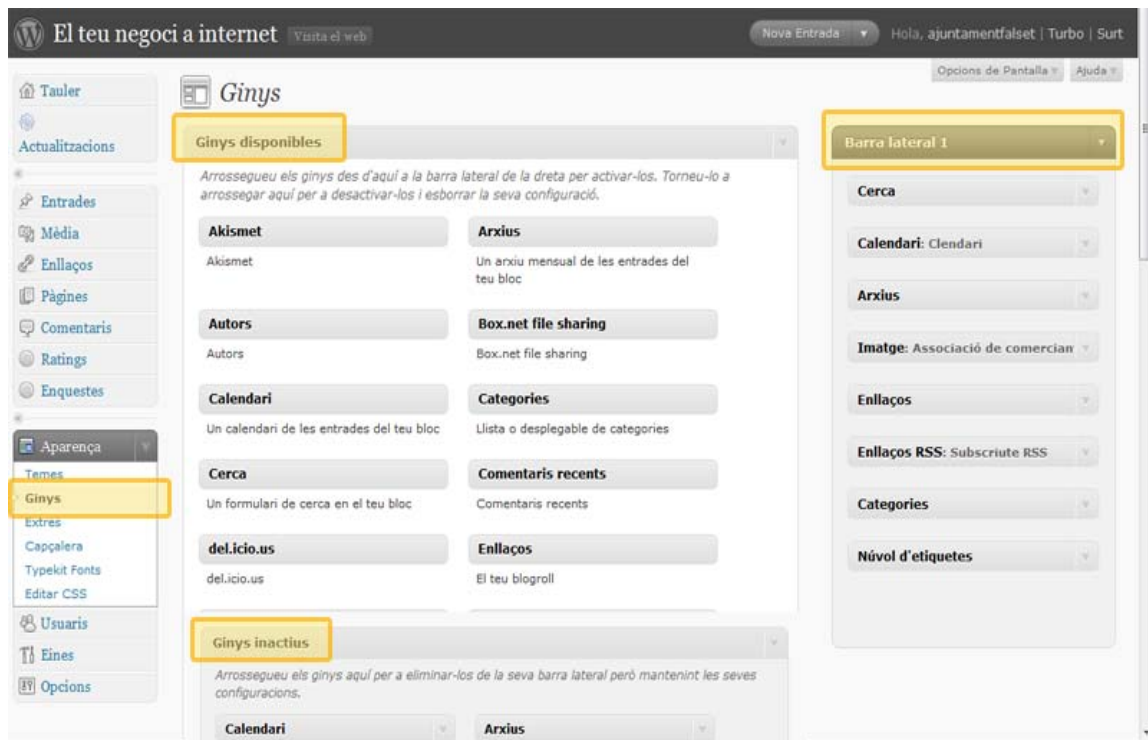 El teu negoci a internet Visita el web
Nova Entrada
Hola, ajuntamentfalset | Turbo | Surt
Opcions de Pantalla
Ajuda
Tauler
Actualitzacions
Entrades
Mèdia
Enllaços
Pàgines
Comentaris
Ratings
Enquestes
Aparença
Temes
Ginys
Extres
Capçalera
Typekit Fonts
Editar CSS
Usuaris
Eines
Opcions
Ginys
Ginys disponibles
Arrossegueu els ginys des d'aquí a la barra lateral de la dreta per activar-los. Torneu-lo a
arrossegar aquí per a desactivar-los i esborrar la seva configuració.
Akismet
Akismet
Arxius
Un arxiu mensual de les entrades del
teu bloc
Autors
Autors
Box.net file sharing
Box.net file sharing
Calendari
Un calendari de les entrades del teu bloc
Categories
Llista o desplegable de categories
Cerca
Un formulari de cerca en el teu bloc
Comentaris recents
Comentaris recents
del.icio.us
del.icio.us
Enllaços
El teu blogroll
Ginys inactius
Arrossegueu els ginys aquí per a eliminar-los de la seva barra lateral però mantenint les seves
configuracions.
Calendari
Arxius
Barra lateral 1
Cerca
Calendari: Clendari
Arxius
Imatge: Associació de comercian
Enllaços
Enllaços RSS: Subscriute RSS
Categories
Núvol d'etiquetes